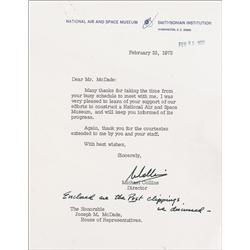 NATIONAL AIR AND SPACE MUSEUM
SMITHSONIAN INSTITUTION
WASHINGTON, D.C. 20560
February 22, 1972
Dear Mr. McDade:
Many thanks for taking the time from
your busy schedule to meet with me. I was
very pleased to learn of your support of our
efforts to construct a National Air and Space
Museum, and will keep you informed of its
progress.
Again, thank you for the courtesies
extended to me by you and your staff.
With best wishes,
Sincerely,
Michael Collins
Director
Enclosed are the Post clippings
we discussed -
The Honorable
Joseph M. McDade,
House of Representatives.